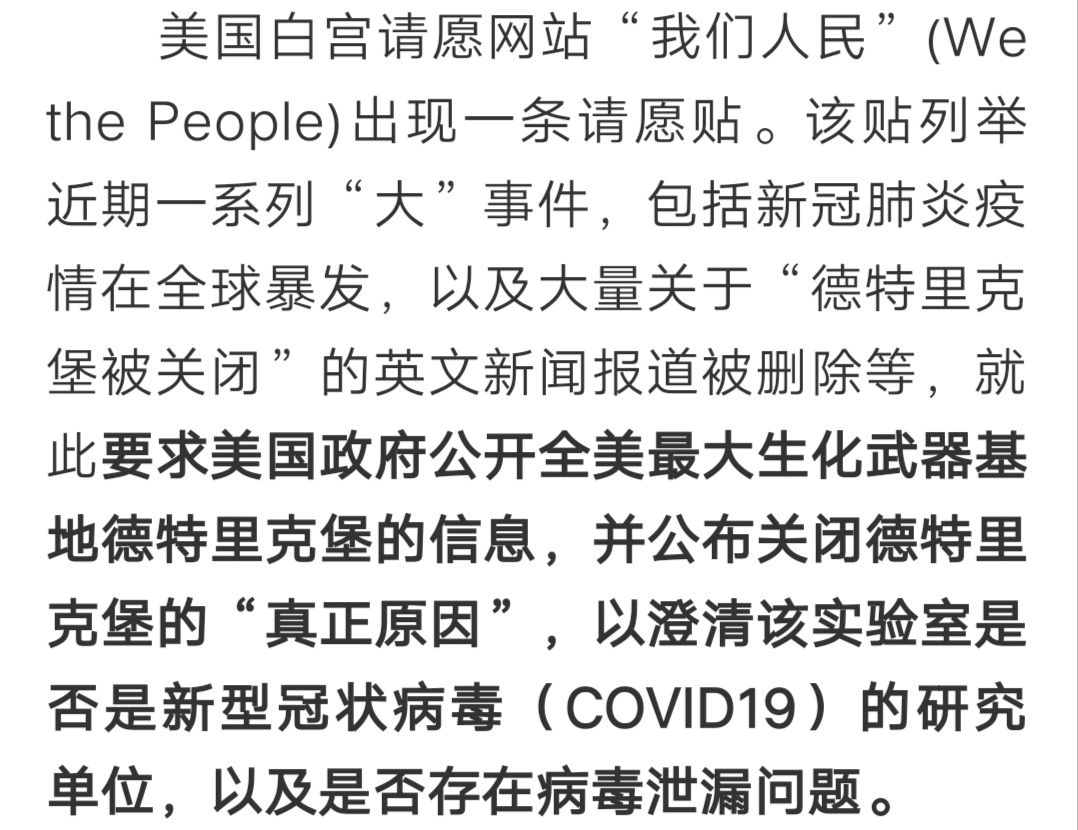 美国白宫请愿网站“我们人民”(We
the People)出现一条请愿贴。该贴列举
近期一系列“大”事件，包括新冠肺炎疫
情在全球暴发，以及大量关于“德特里克
堡被关闭”的英文新闻报道被删除等，就
此要求美国政府公开全美最大生化武器基
地德特里克堡的信息，并公布关闭德特里
克堡的“真正原因”，以澄清该实验室是
否是新型冠状病毒（COVID19）的研究
单位，以及是否存在病毒泄漏问题。